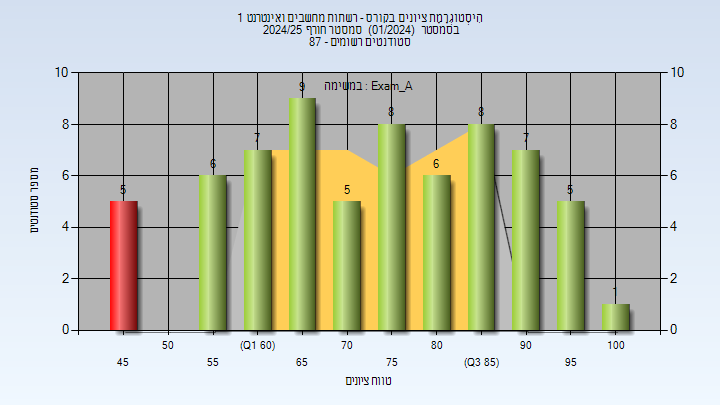 הִיסְטוֹגְרָמַת ציונים בקורס - רשתות מחשבים ואינטרנט 1
בסמסטר (01/2024) סמסטר חורף 2024/25
סטודנטים רשומים - 87
במשימה : Exam_A
מספר סטודנטים
10 10
8 8
6 6
4 4
2 2
0 0
5 6 7 9 5 8 6 8 7 5 1
50 (Q1 60) 70 80 90 100
45 55 65 75 (Q3 85) 95
טווח ציונים